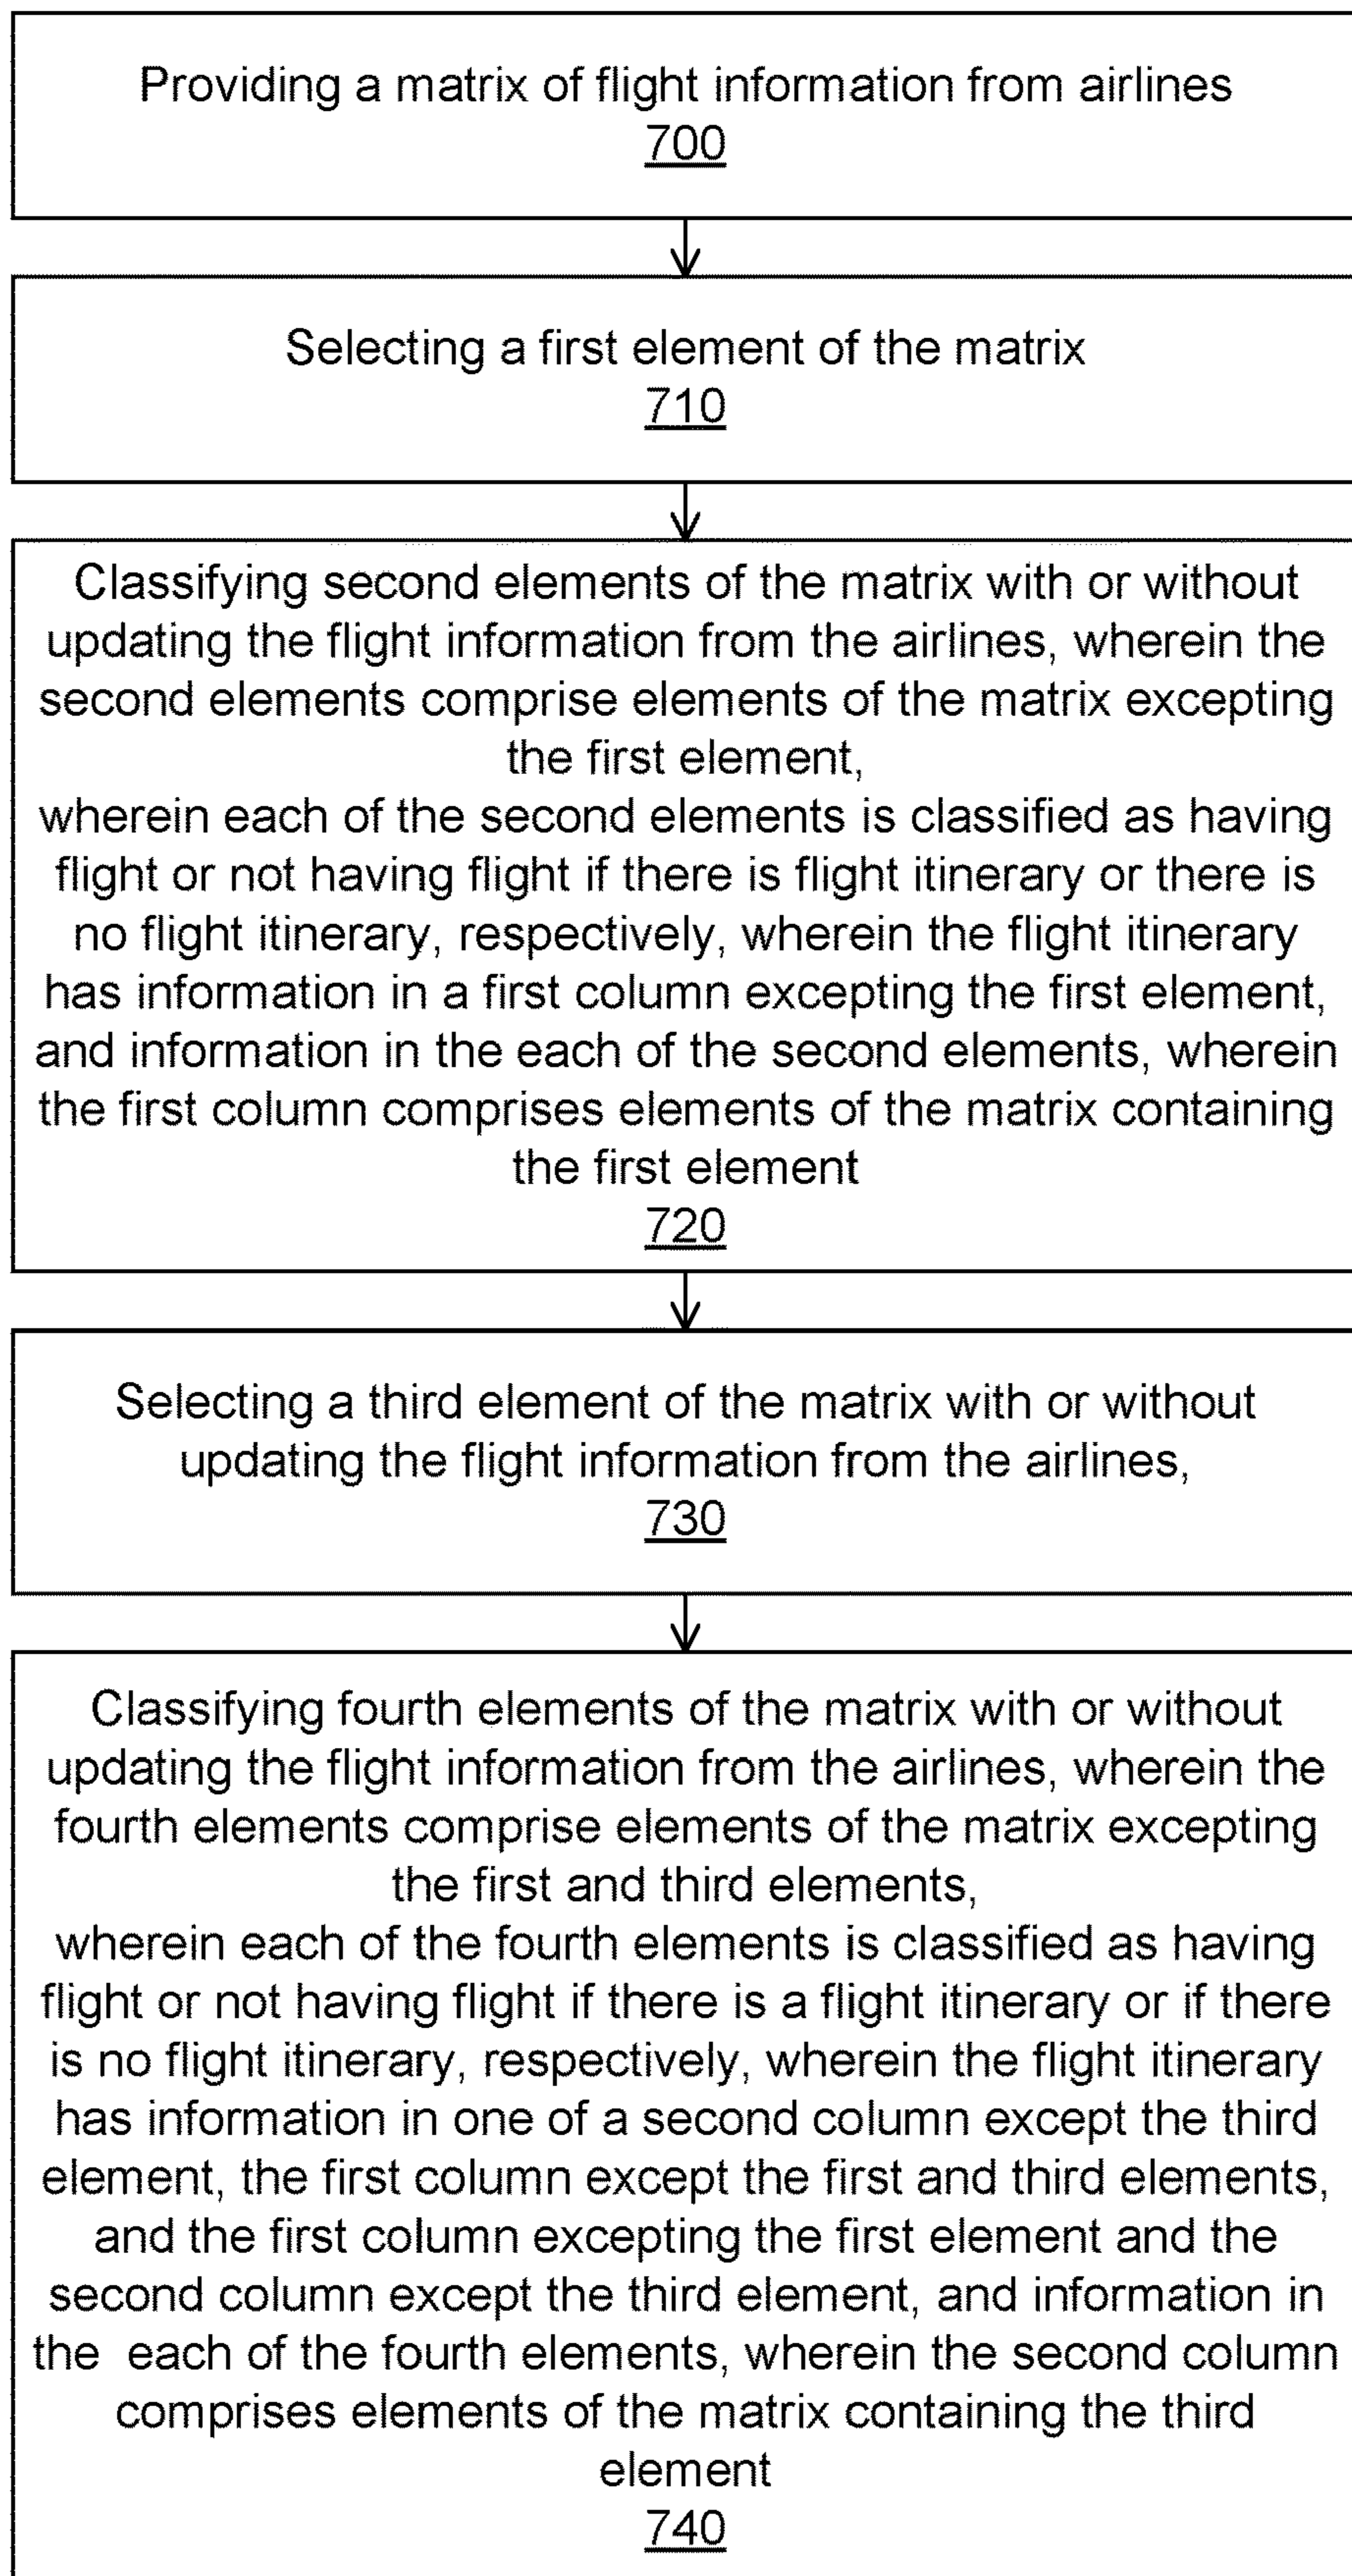 Providing a matrix of flight information from airlines
700
Selecting a first element of the matrix
710
Classifying second elements of the matrix with or without
updating the flight information from the airlines, wherein the
second elements comprise elements of the matrix excepting
the first element,
wherein each of the second elements is classified as having
flight or not having flight if there is flight itinerary or there is
no flight itinerary, respectively, wherein the flight itinerary
has information in a first column excepting the first element,
and information in the each of the second elements, wherein
the first column comprises elements of the matrix containing
the first element
720
Selecting a third element of the matrix with or without
updating the flight information from the airlines,
730
Classifying fourth elements of the matrix with or without
updating the flight information from the airlines, wherein the
fourth elements comprise elements of the matrix excepting
the first and third elements,
wherein each of the fourth elements is classified as having
flight or not having flight if there is a flight itinerary or if there
is no flight itinerary, respectively, wherein the flight itinerary
has information in one of a second column except the third
element, the first column except the first and third elements,
and the first column excepting the first element and the
second column except the third element, and information in
the each of the fourth elements, wherein the second column
comprises elements of the matrix containing the third
element
740